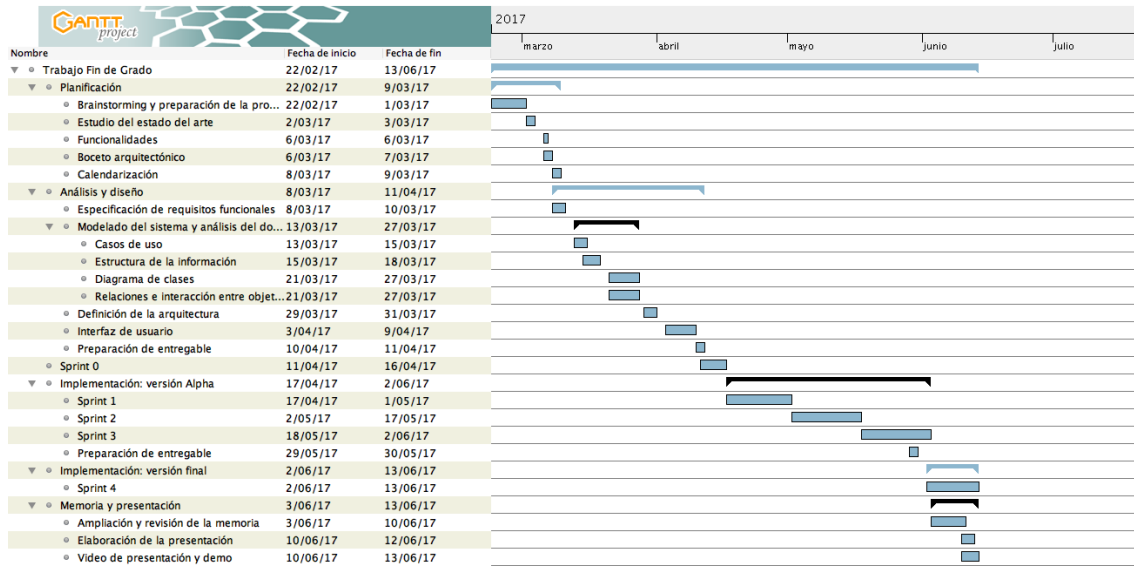 GANTT project
2017
marzo abril mayo junio julio
Nombre Fecha de inicio Fecha de fin
Trabajo Fin de Grado 22/02/17 13/06/17
Planificación 22/02/17 9/03/17
Brainstorming y preparación de la pro... 22/02/17 1/03/17
Estudio del estado del arte 2/03/17 3/03/17
Funcionalidades 6/03/17 6/03/17
Boceto arquitectónico 6/03/17 7/03/17
Calendarización 8/03/17 9/03/17
Análisis y diseño 8/03/17 11/04/17
Especificación de requisitos funcionales 8/03/17 10/03/17
Modelado del sistema y análisis del do... 13/03/17 27/03/17
Casos de uso 13/03/17 15/03/17
Estructura de la información 15/03/17 18/03/17
Diagrama de clases 21/03/17 27/03/17
Relaciones e interacción entre objet... 21/03/17 27/03/17
Definición de la arquitectura 29/03/17 31/03/17
Interfaz de usuario 3/04/17 9/04/17
Preparación de entregable 10/04/17 11/04/17
Sprint 0 11/04/17 16/04/17
Implementación: versión Alpha 17/04/17 2/06/17
Sprint 1 17/04/17 1/05/17
Sprint 2 2/05/17 17/05/17
Sprint 3 18/05/17 2/06/17
Preparación de entregable 29/05/17 30/05/17
Implementación: versión final 2/06/17 13/06/17
Sprint 4 2/06/17 13/06/17
Memoria y presentación 3/06/17 13/06/17
Ampliación y revisión de la memoria 3/06/17 10/06/17
Elaboración de la presentación 10/06/17 12/06/17
Video de presentación y demo 10/06/17 13/06/17